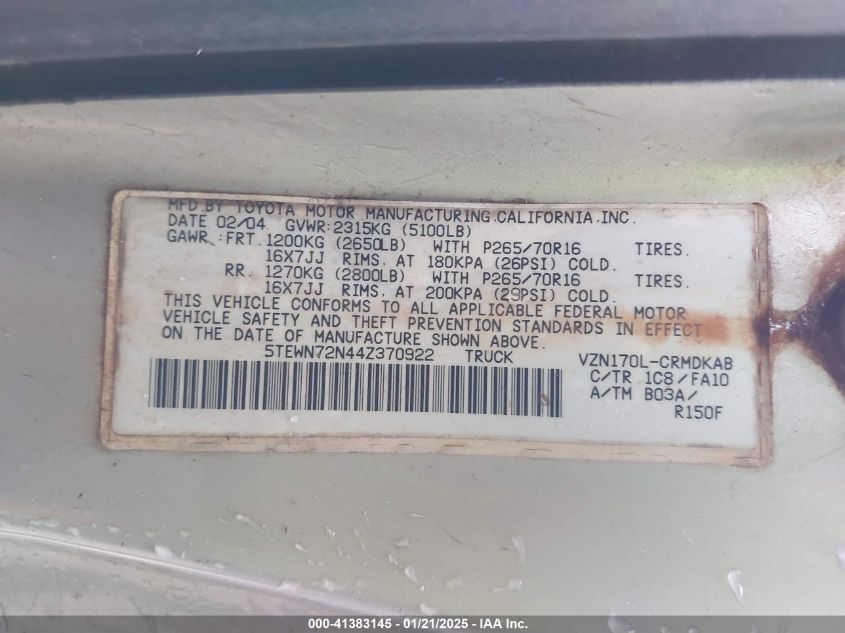 MFD.BY TOYOTA MOTOR MANUFACTURING.CALIFORNIA.INC.
DATE 02/04 GVWR:2315KG (5100LB)
GAWR:FRT.1200KG (2650LB) WITH P265/70R16 TIRES.
16X7JJ RIMS. AT 180KPA (26PSI) COLD.
RR. 1270KG (2800LB) WITH P265/70R16 TIRES.
16X7JJ RIMS. AT 200KPA (29PSI) COLD.
THIS VEHICLE CONFORMS TO ALL APPLICABLE FEDERAL MOTOR
VEHICLE SAFETY AND THEFT PREVENTION STANDARDS IN EFFECT
ON THE DATE OF MANUFACTURE SHOWN ABOVE.
5TEWN72N44Z370922 TRUCK VZN170L-CRMDKAB
C/TR 1C8/FA10
A/TM B03A/
R150F
000-41383145 - 01/21/2025 - IAA Inc.